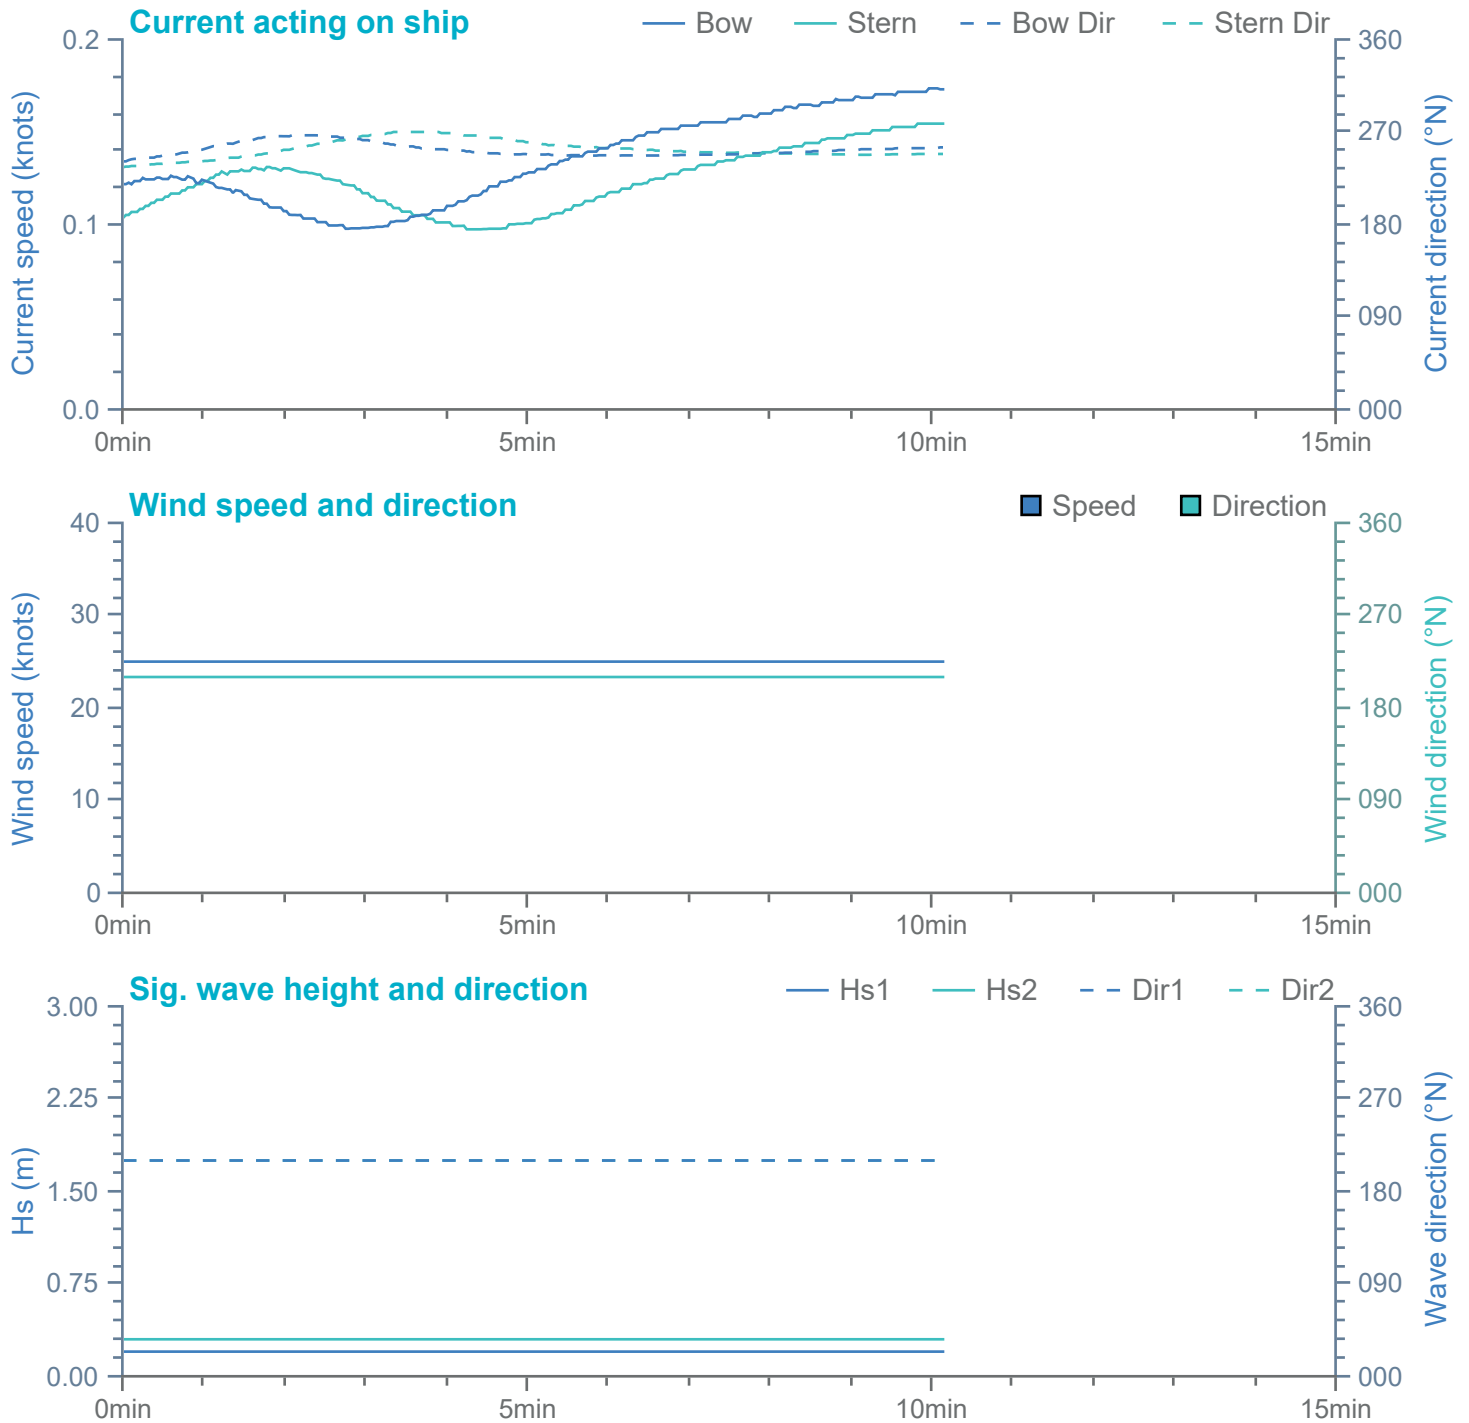 Current acting on ship
Bow Stern Bow Dir Stern Dir
Current speed (knots)
0.2
0.1
0.0
360
270
180
090
000
Current direction (°N)
0min 5min 10min 15min
Wind speed and direction
Speed Direction
Wind speed (knots)
40
30
20
10
0
360
270
180
090
000
Wind direction (°N)
0min 5min 10min 15min
Sig. wave height and direction
Hs1 Hs2 Dir1 Dir2
Hs (m)
3.00
2.25
1.50
0.75
0.00
360
270
180
090
000
Wave direction (°N)
0min 5min 10min 15min